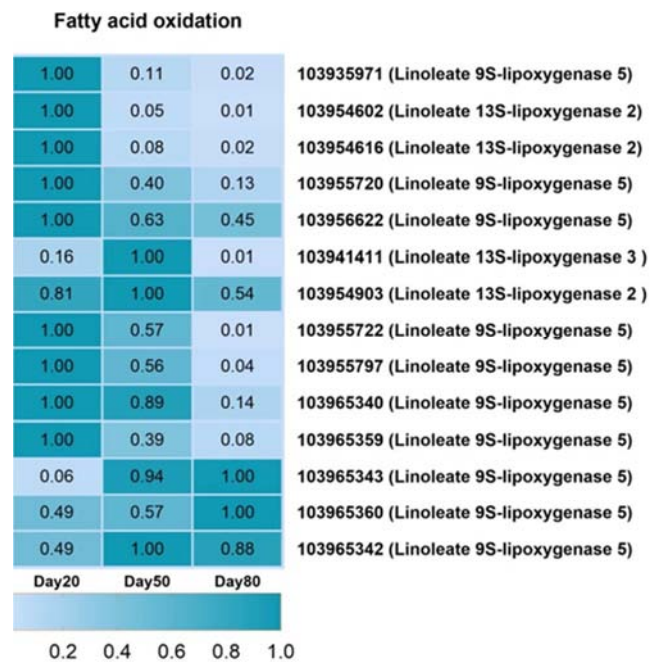 Fatty acid oxidation
1.00 0.11 0.02 103935971 (Linoleate 9S-lipoxygenase 5)
1.00 0.05 0.01 103954602 (Linoleate 13S-lipoxygenase 2)
1.00 0.08 0.02 103954616 (Linoleate 13S-lipoxygenase 2)
1.00 0.40 0.13 103955720 (Linoleate 9S-lipoxygenase 5)
1.00 0.63 0.45 103956622 (Linoleate 9S-lipoxygenase 5)
0.16 1.00 0.01 103941411 (Linoleate 13S-lipoxygenase 3 )
0.81 1.00 0.54 103954903 (Linoleate 13S-lipoxygenase 2 )
1.00 0.57 0.01 103955722 (Linoleate 9S-lipoxygenase 5)
1.00 0.56 0.04 103955797 (Linoleate 9S-lipoxygenase 5)
1.00 0.89 0.14 103965340 (Linoleate 9S-lipoxygenase 5)
1.00 0.39 0.08 103965359 (Linoleate 9S-lipoxygenase 5)
0.06 0.94 1.00 103965343 (Linoleate 9S-lipoxygenase 5)
0.49 0.57 1.00 103965360 (Linoleate 9S-lipoxygenase 5)
0.49 1.00 0.88 103965342 (Linoleate 9S-lipoxygenase 5)
Day20 Day50 Day80
0.2 0.4 0.6 0.8 1.0